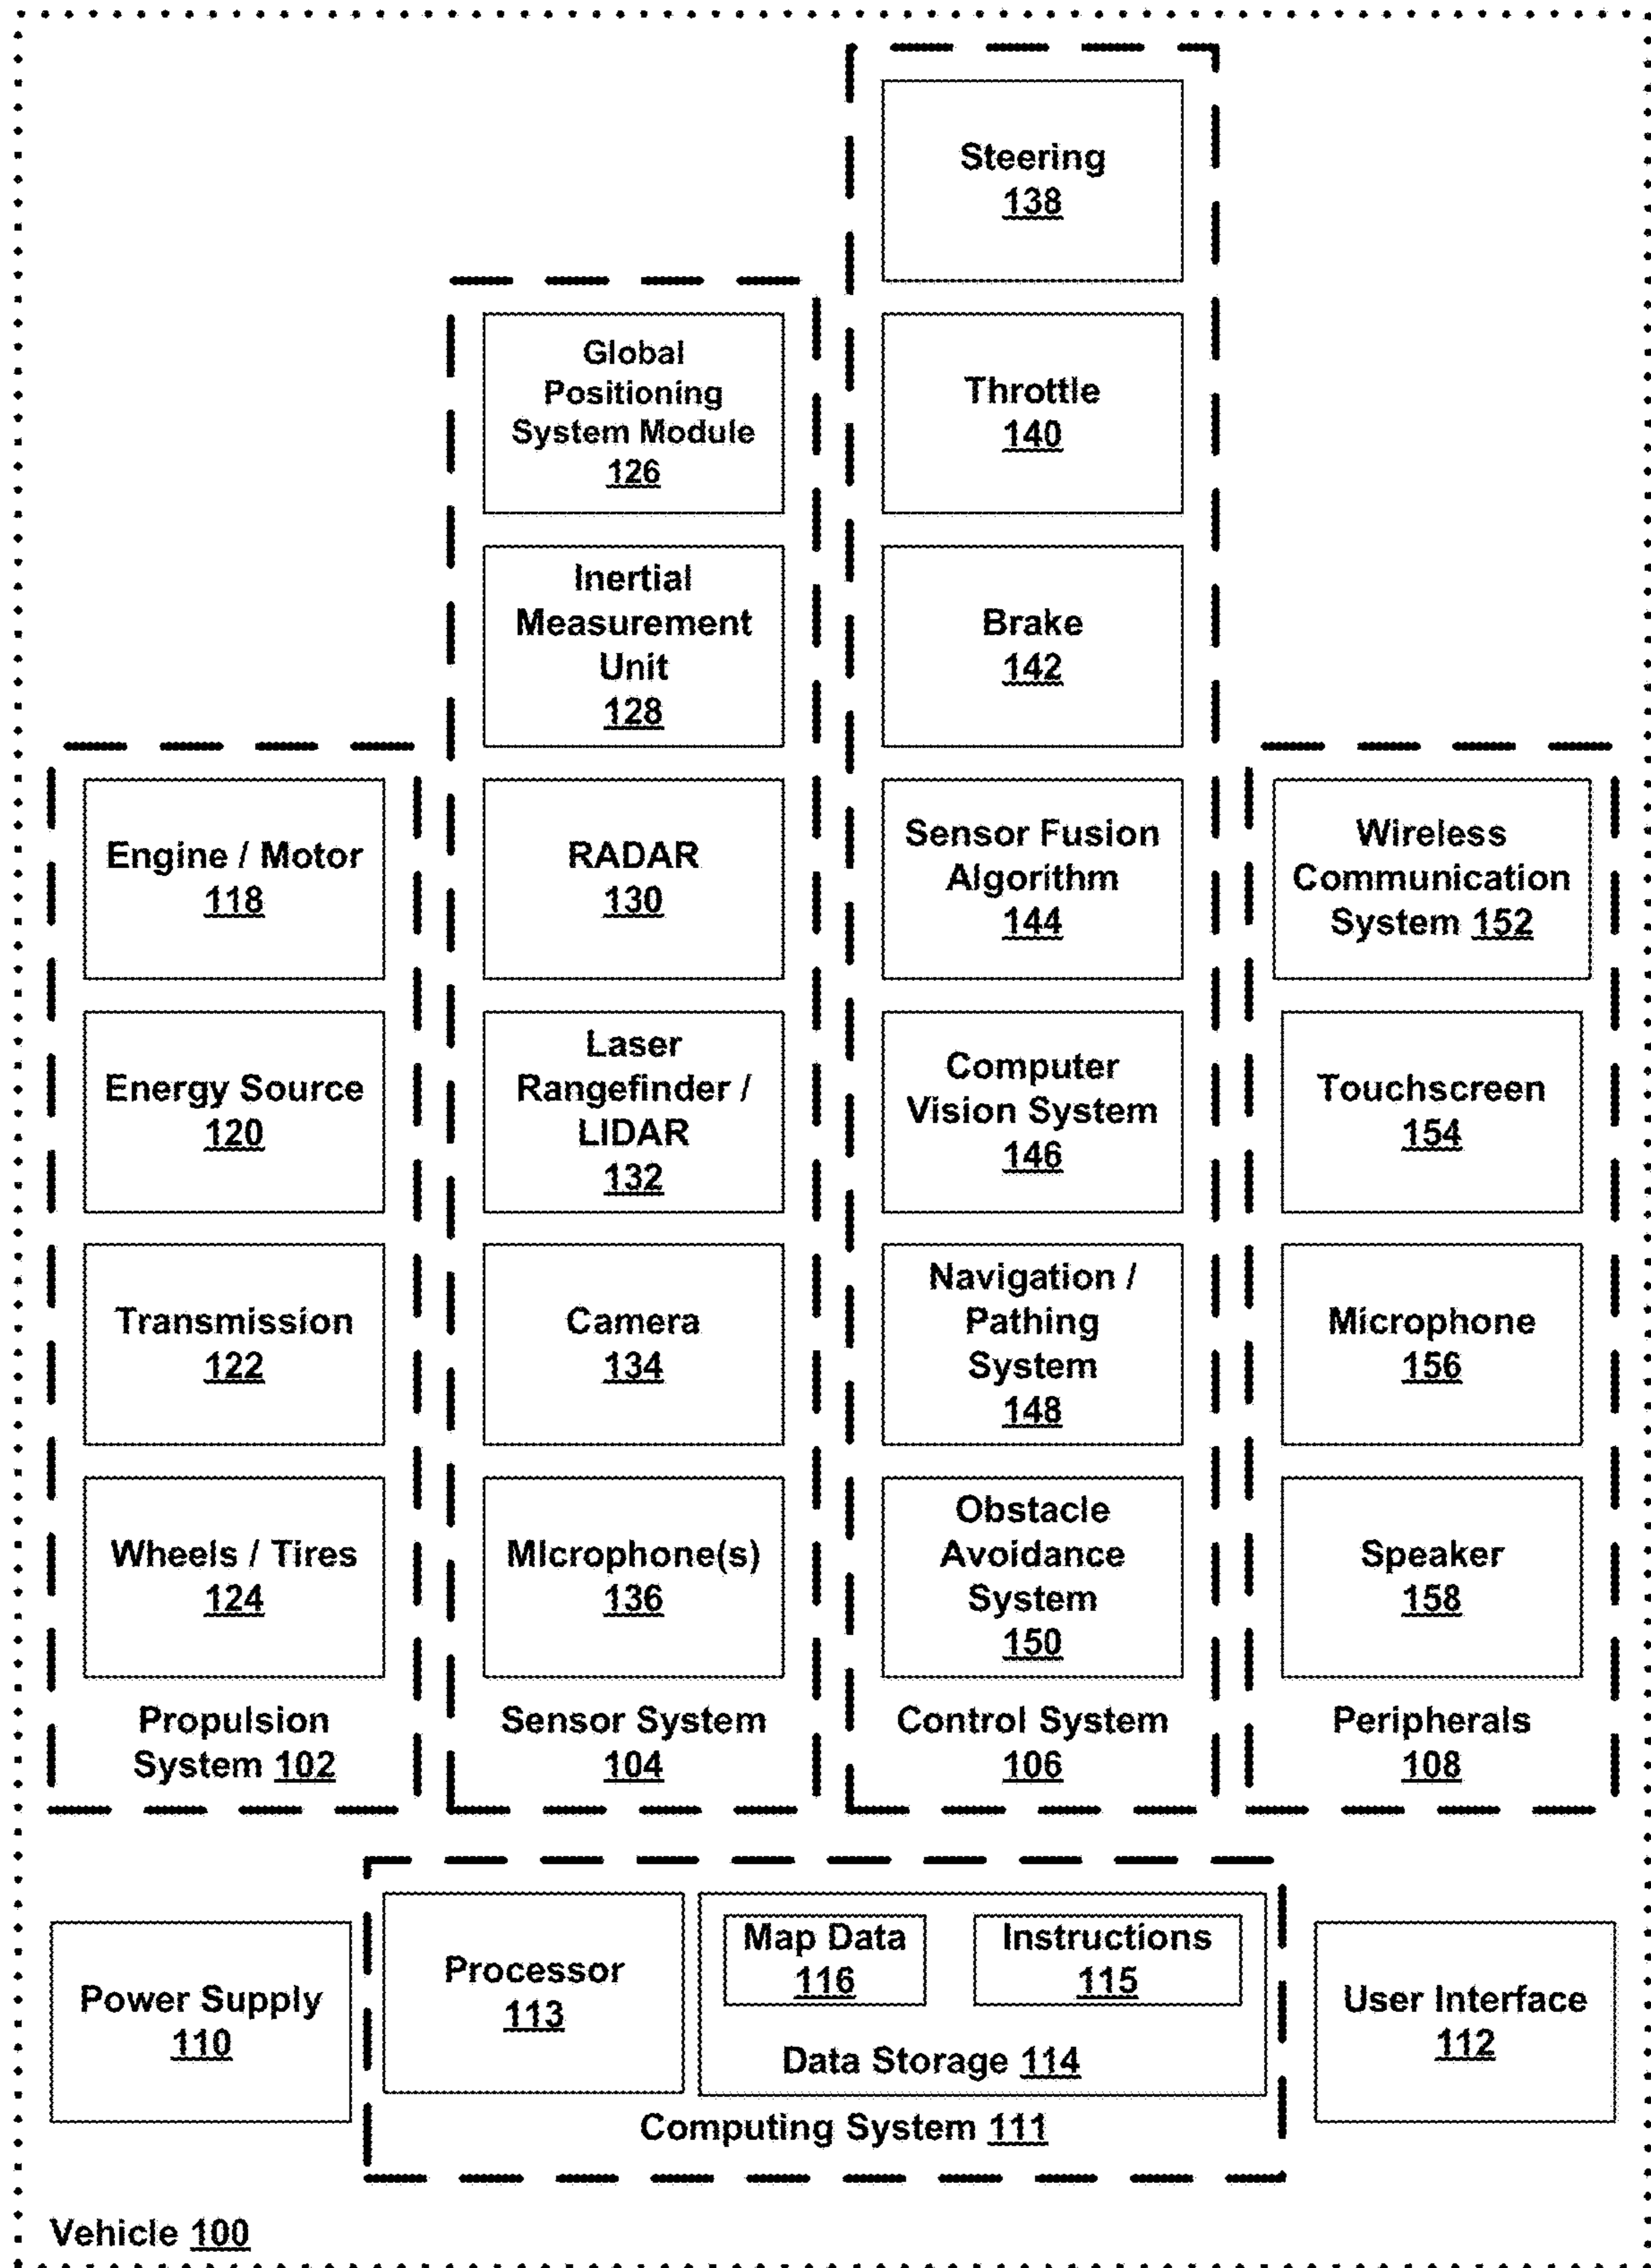 Steering
138
Global
Positioning
System Module
126
Throttle
140
Inertial
Measurement
Unit
128
Brake
142
Engine / Motor
118
RADAR
130
Sensor Fusion
Algorithm
144
Wireless
Communication
System 152
Energy Source
120
Laser
Rangefinder /
LIDAR
132
Computer
Vision System
146
Touchscreen
154
Transmission
122
Camera
134
Navigation /
Pathing
System
148
Microphone
156
Wheels / Tires
124
MIcrophone(s)
136
Obstacle
Avoidance
System
150
Speaker
158
Propulsion
System 102
Sensor System
104
Control System
106
Peripherals
108
Power Supply
110
Processor
113
Map Data
116
Instructions
115
Data Storage 114
Computing System 111
User Interface
112
Vehicle 100